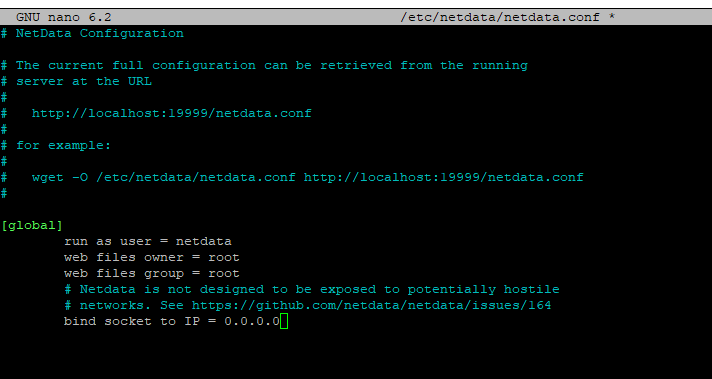 GNU nano 6.2 /etc/netdata/netdata.conf *
# NetData Configuration
# The current full configuration can be retrieved from the running
# server at the URL
#
#   http://localhost:19999/netdata.conf
#
# for example:
#
#   wget -O /etc/netdata/netdata.conf http://localhost:19999/netdata.conf
#
[global]
        run as user = netdata
        web files owner = root
        web files group = root
        # Netdata is not designed to be exposed to potentially hostile
        # networks. See https://github.com/netdata/netdata/issues/164
        bind socket to IP = 0.0.0.0